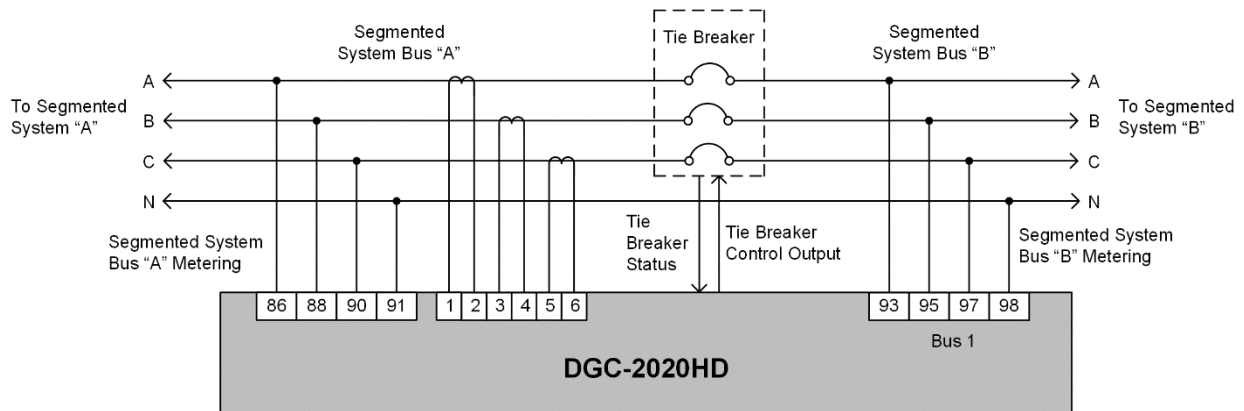 Segmented
System Bus “A”
Tie Breaker
Segmented
System Bus “B”
A
A
To Segmented
System “A”
B
B
To Segmented
System “B”
C
C
N
N
Segmented System
Bus “A” Metering
Tie
Breaker
Status
Tie Breaker
Control Output
Segmented System
Bus “B” Metering
86 88 90 91 1 2 3 4 5 6 93 95 97 98
Bus 1
DGC-2020HD